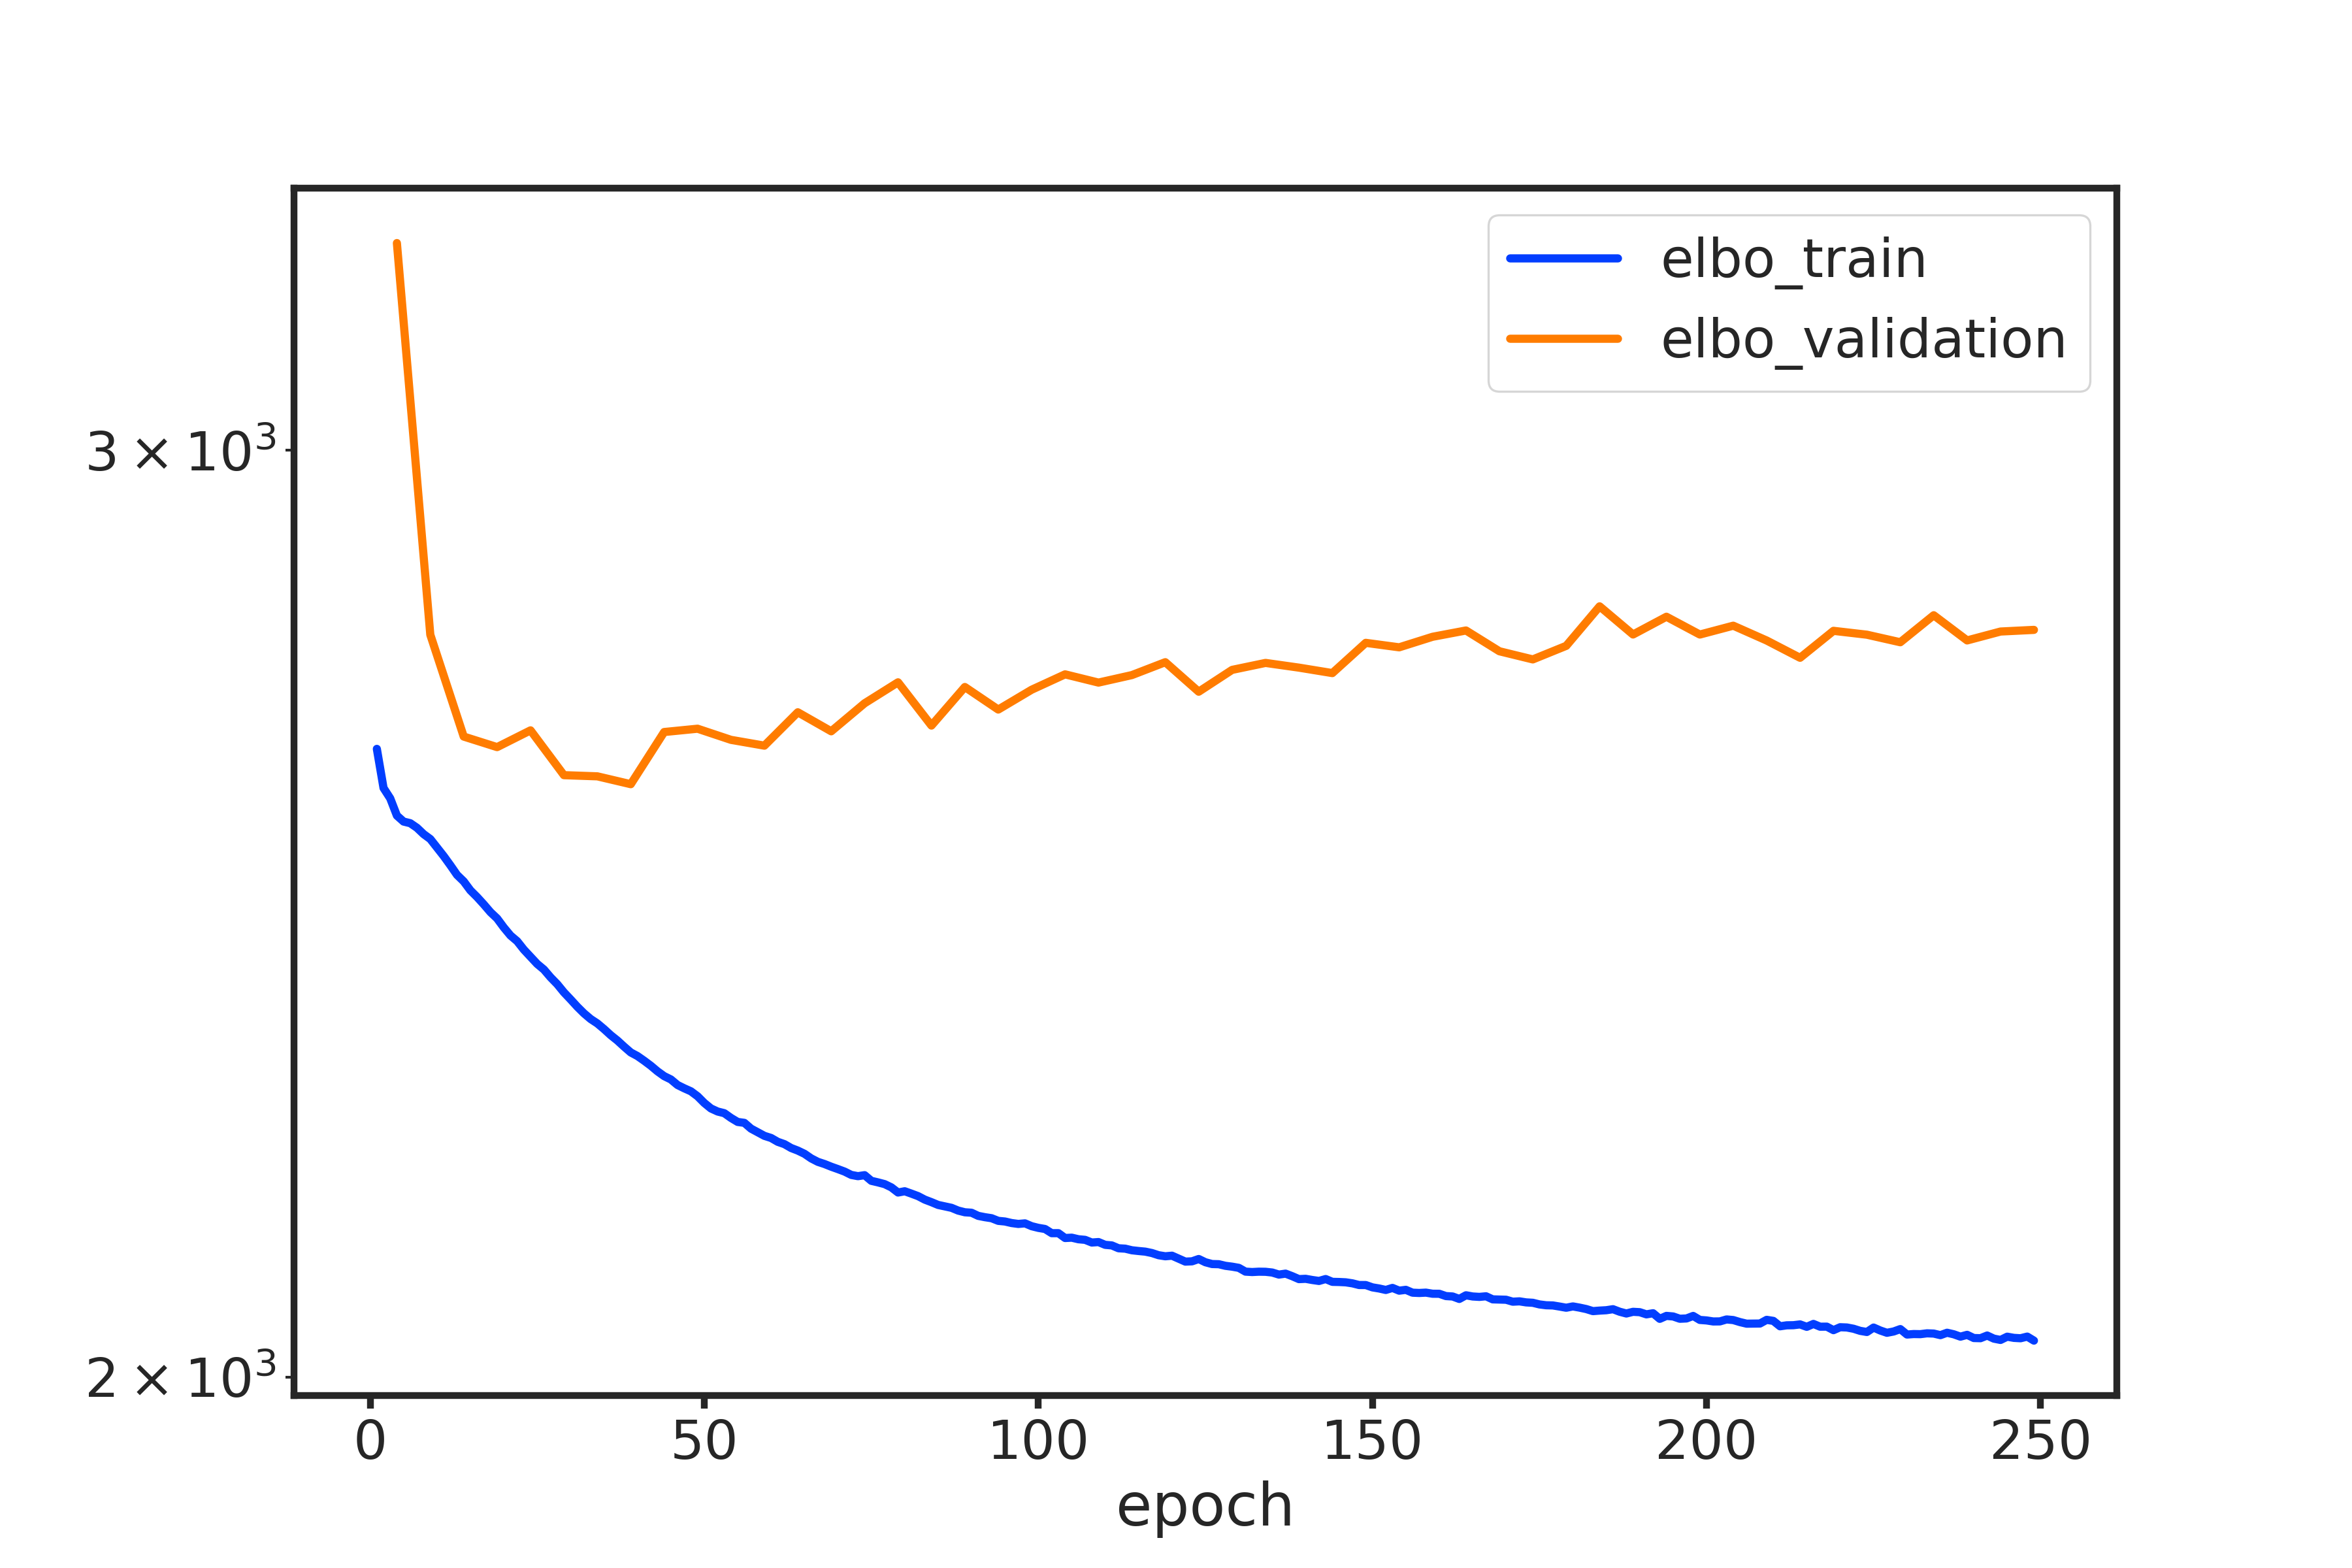 elbo_train
elbo_validation
3 × 10³
2 × 10³
0 50 100 150 200 250
epoch